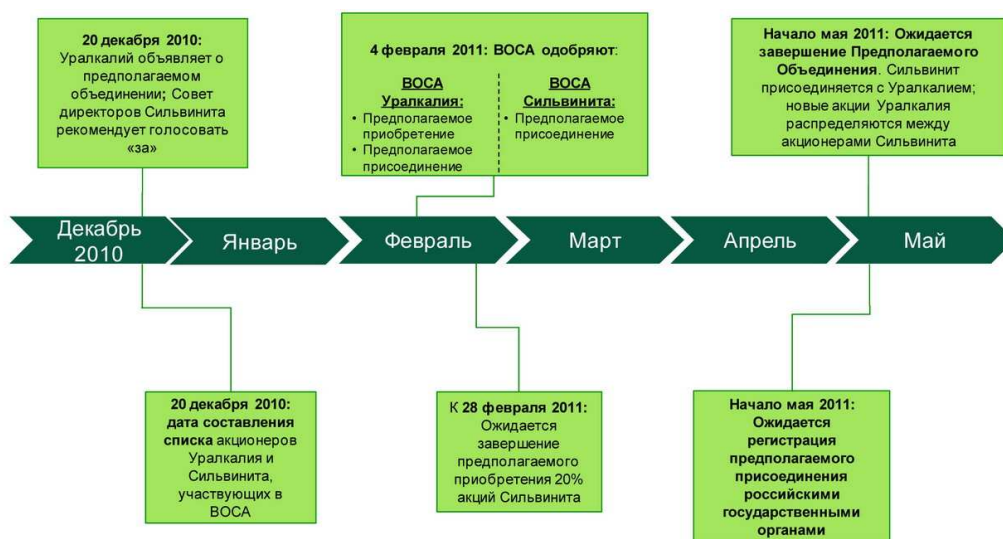 20 декабря 2010:
Уралкалий объявляет о
предполагаемом
объединении; Совет
директоров Сильвинита
рекомендует голосовать
«за»
4 февраля 2011: ВОСА одобряют:
ВОСА
Уралкалия:
• Предполагаемое
приобретение
• Предполагаемое
присоединение
ВОСА
Сильвинита:
• Предполагаемое
присоединение
Начало мая 2011: Ожидается
завершение Предполагаемого
Объединения. Сильвинит
присоединяется с Уралкалием;
новые акции Уралкалия
распределяются между
акционерами Сильвинита
Декабрь
2010
Январь
Февраль
Март
Апрель
Май
20 декабря 2010:
дата составления
списка акционеров
Уралкалия и
Сильвинита,
участвующих в
ВОСА
К 28 февраля 2011:
Ожидается
завершение
предполагаемого
приобретения 20%
акций Сильвинита
Начало мая 2011:
Ожидается
регистрация
предполагаемого
присоединения
российскими
государственными
органами